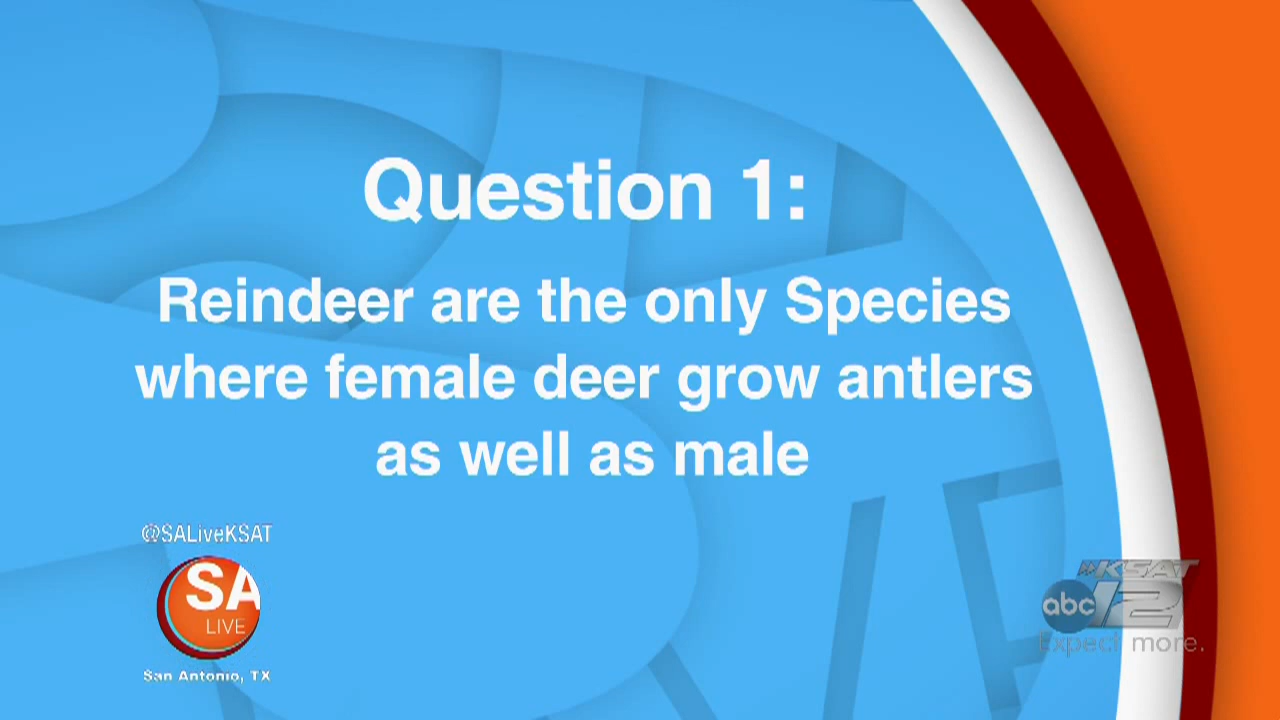 Question 1:
Reindeer are the only Species
where female deer grow antlers
as well as male
@SALiveKSAT
SA
LIVE
San Antonio, TX
KSAT
abc 12
Expect more.